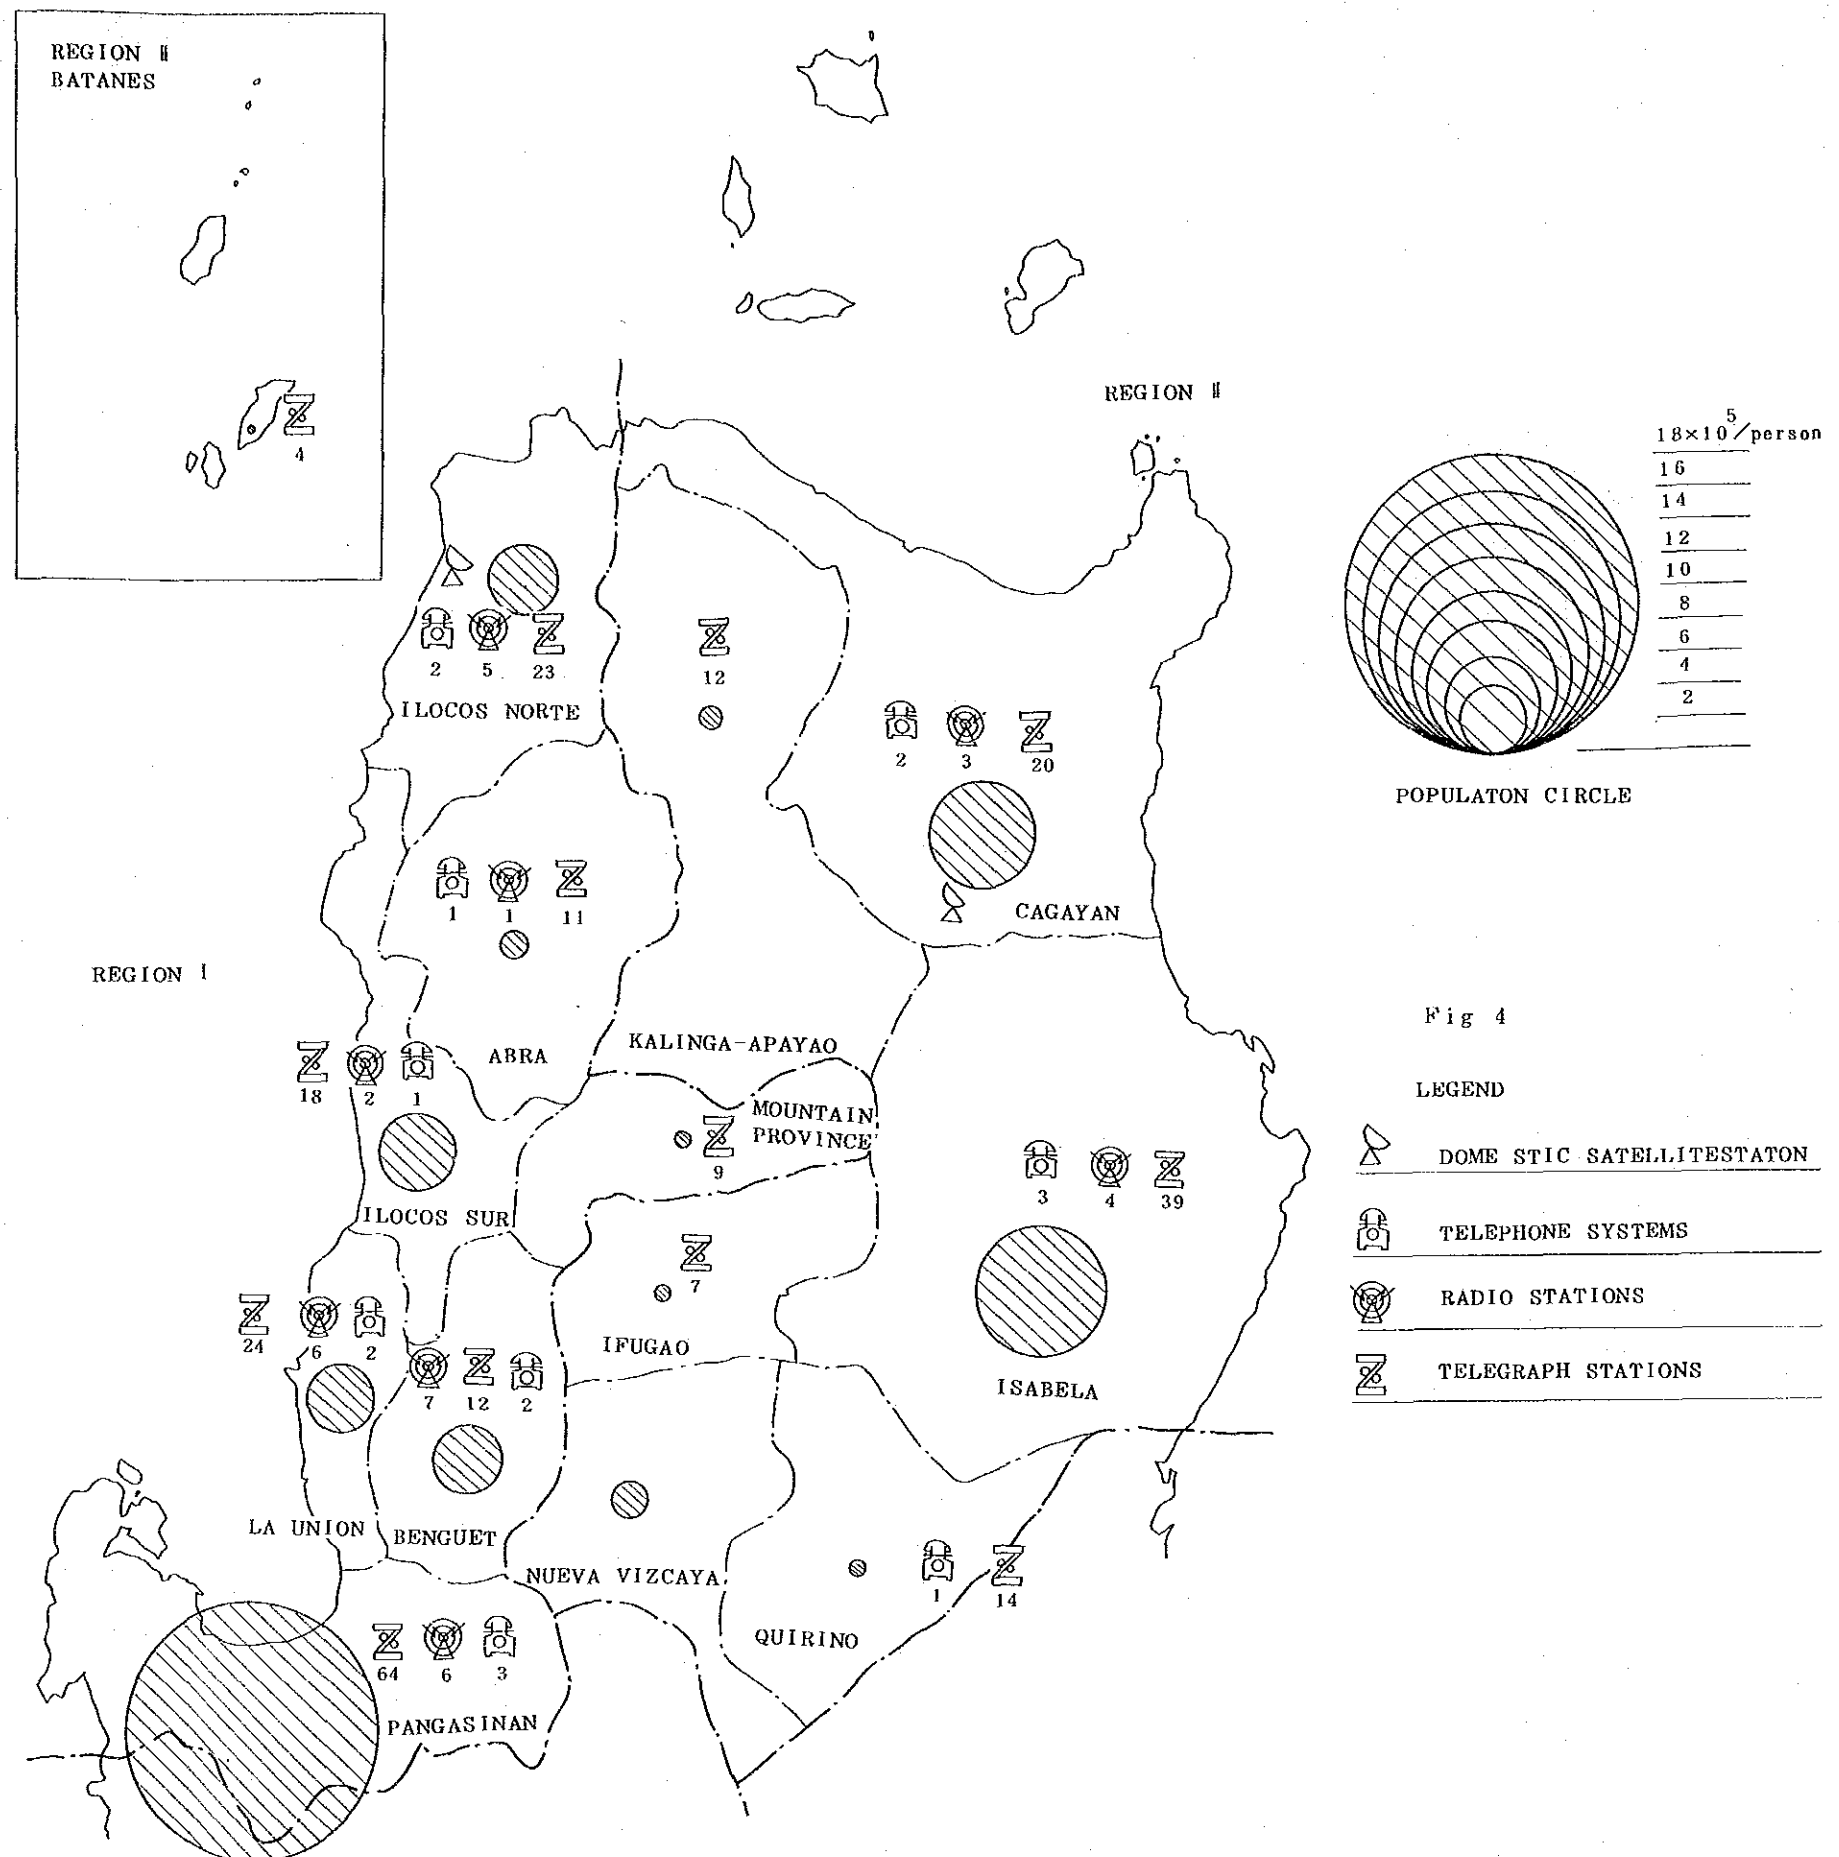 REGION II
BATANES
4
REGION II
5
18×10/person
16
14
12
10
8
6
4
2
POPULATON CIRCLE
2 5 23
ILOCOS NORTE
12
2 3 20
CAGAYAN
1 1 11
ABRA
REGION I
KALINGA-APAYAO
18 2 1
ILOCOS SUR
MOUNTAIN
PROVINCE
9
3 4 39
ISABELA
7
IFUGAO
24 6 2
LA UNION
7 12 2
BENGUET
NUEVA VIZCAYA
1 14
QUIRINO
64 6 3
PANGASINAN
Fig 4
LEGEND
DOME STIC SATELLITESTATON
TELEPHONE SYSTEMS
RADIO STATIONS
TELEGRAPH STATIONS